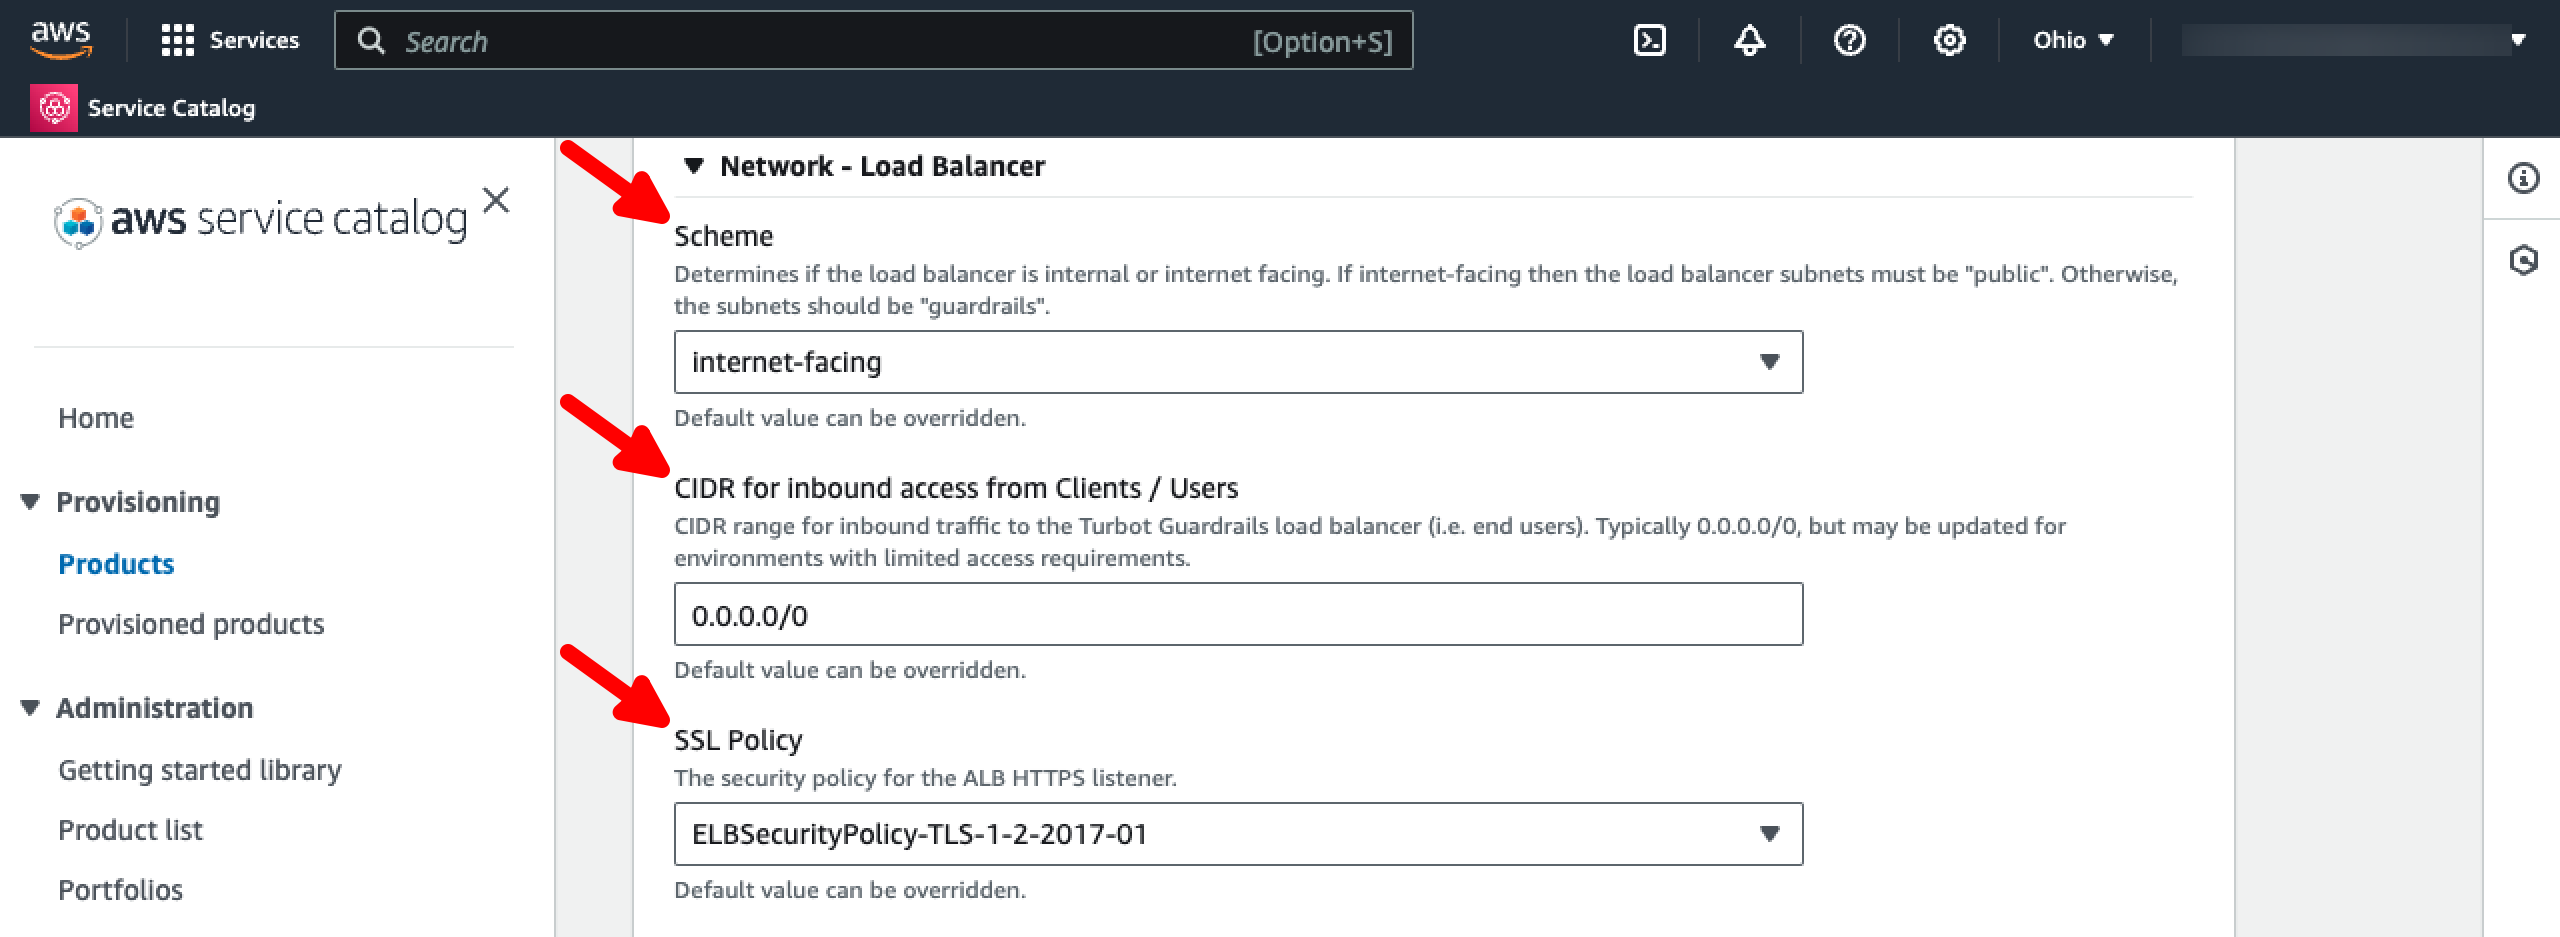 aws
Services
Search
[Option+S]
Ohio
Service Catalog
aws service catalog
Home
Provisioning
Products
Provisioned products
Administration
Getting started library
Product list
Portfolios
Network - Load Balancer
Scheme
Determines if the load balancer is internal or internet facing. If internet-facing then the load balancer subnets must be "public". Otherwise,
the subnets should be "guardrails".
internet-facing
Default value can be overridden.
CIDR for inbound access from Clients / Users
CIDR range for inbound traffic to the Turbot Guardrails load balancer (i.e. end users). Typically 0.0.0.0/0, but may be updated for
environments with limited access requirements.
0.0.0.0/0
Default value can be overridden.
SSL Policy
The security policy for the ALB HTTPS listener.
ELBSecurityPolicy-TLS-1-2-2017-01
Default value can be overridden.